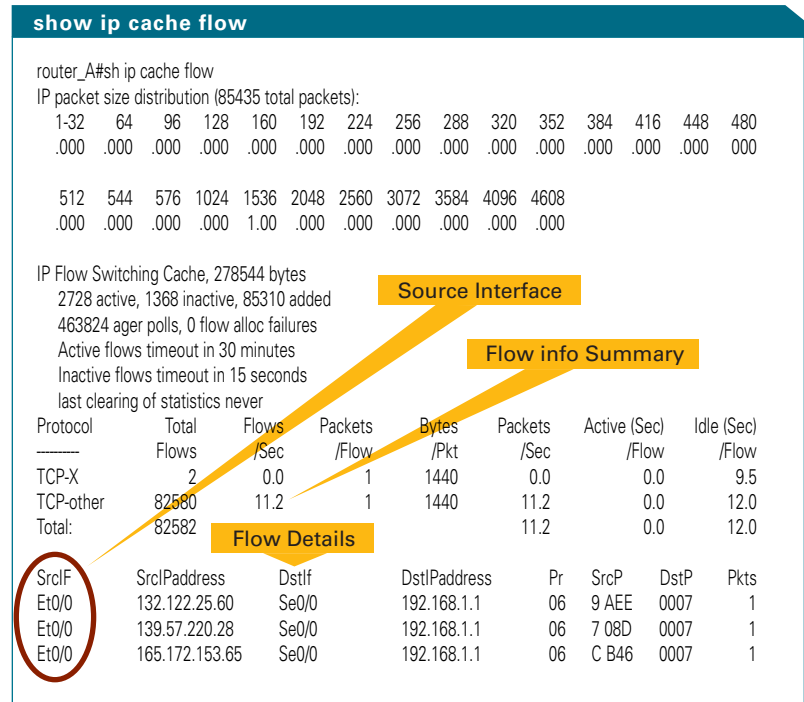 show ip cache flow
router_A#sh ip cache flow
IP packet size distribution (85435 total packets):
1-32 64 96 128 160 192 224 256 288 320 352 384 416 448 480
.000 .000 .000 .000 .000 .000 .000 .000 .000 .000 .000 .000 .000 .000 000
512 544 576 1024 1536 2048 2560 3072 3584 4096 4608
.000 .000 .000 .000 1.00 .000 .000 .000 .000 .000 .000
IP Flow Switching Cache, 278544 bytes
2728 active, 1368 inactive, 85310 added
Source Interface
463824 ager polls, 0 flow alloc failures
Active flows timeout in 30 minutes
Flow info Summary
Inactive flows timeout in 15 seconds
last clearing of statistics never
Protocol Total Flows Packets Bytes Packets Active (Sec) Idle (Sec)
---------- Flows /Sec /Flow /Pkt /Sec /Flow /Flow
TCP-X 2 0.0 1 1440 0.0 0.0 9.5
TCP-other 82580 11.2 1 1440 11.2 0.0 12.0
Total: 82582 11.2 0.0 12.0
Flow Details
SrcIF SrcIPaddress DstIf DstIPaddress Pr SrcP DstP Pkts
Et0/0 132.122.25.60 Se0/0 192.168.1.1 06 9 AEE 0007 1
Et0/0 139.57.220.28 Se0/0 192.168.1.1 06 7 08D 0007 1
Et0/0 165.172.153.65 Se0/0 192.168.1.1 06 C B46 0007 1